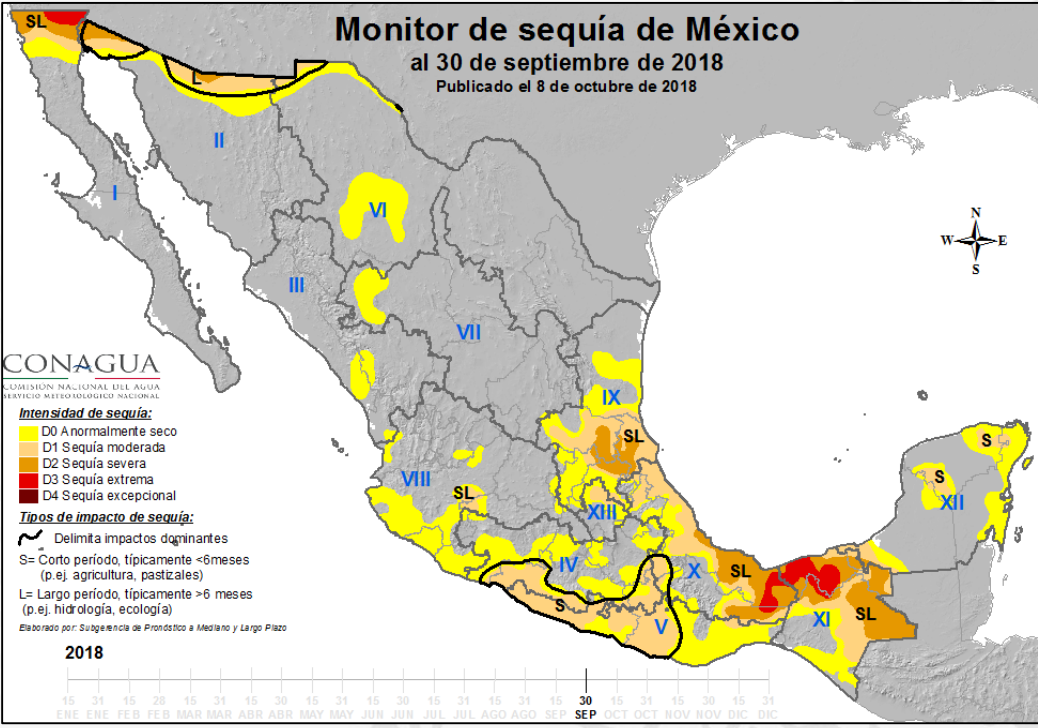 Monitor de sequía de México
al 30 de septiembre de 2018
Publicado el 8 de octubre de 2018
SL
L
II
I
VI
N
W E
S
III
VII
CONAGUA
COMISIÓN NACIONAL DEL AGUA
SERVICIO METEOROLÓGICO NACIONAL
IX
Intensidad de sequía:
D0 Anormalmente seco
D1 Sequía moderada
D2 Sequía severa
D3 Sequía extrema
D4 Sequía excepcional
SL
S
S
XII
VIII
SL
XIII
Tipos de impacto de sequía:
Delimita impactos dominantes
S= Corto período, típicamente <6meses
(p.ej. agricultura, pastizales)
L= Largo período, típicamente >6 meses
(p.ej. hidrología, ecología)
Elaborado por: Subgerencia de Pronóstico a Mediano y Largo Plazo
IV
X
SL
S
V
XI
SL
2018
15 31 15 28 15 31 15 30 15 31 15 30 15 31 15 31 15 30 15 31 15 30 15 31
ENE ENE FEB FEB MAR MAR ABR ABR MAY MAY JUN JUN JUL JUL AGO AGO SEP SEP OCT OCT NOV NOV DIC DIC